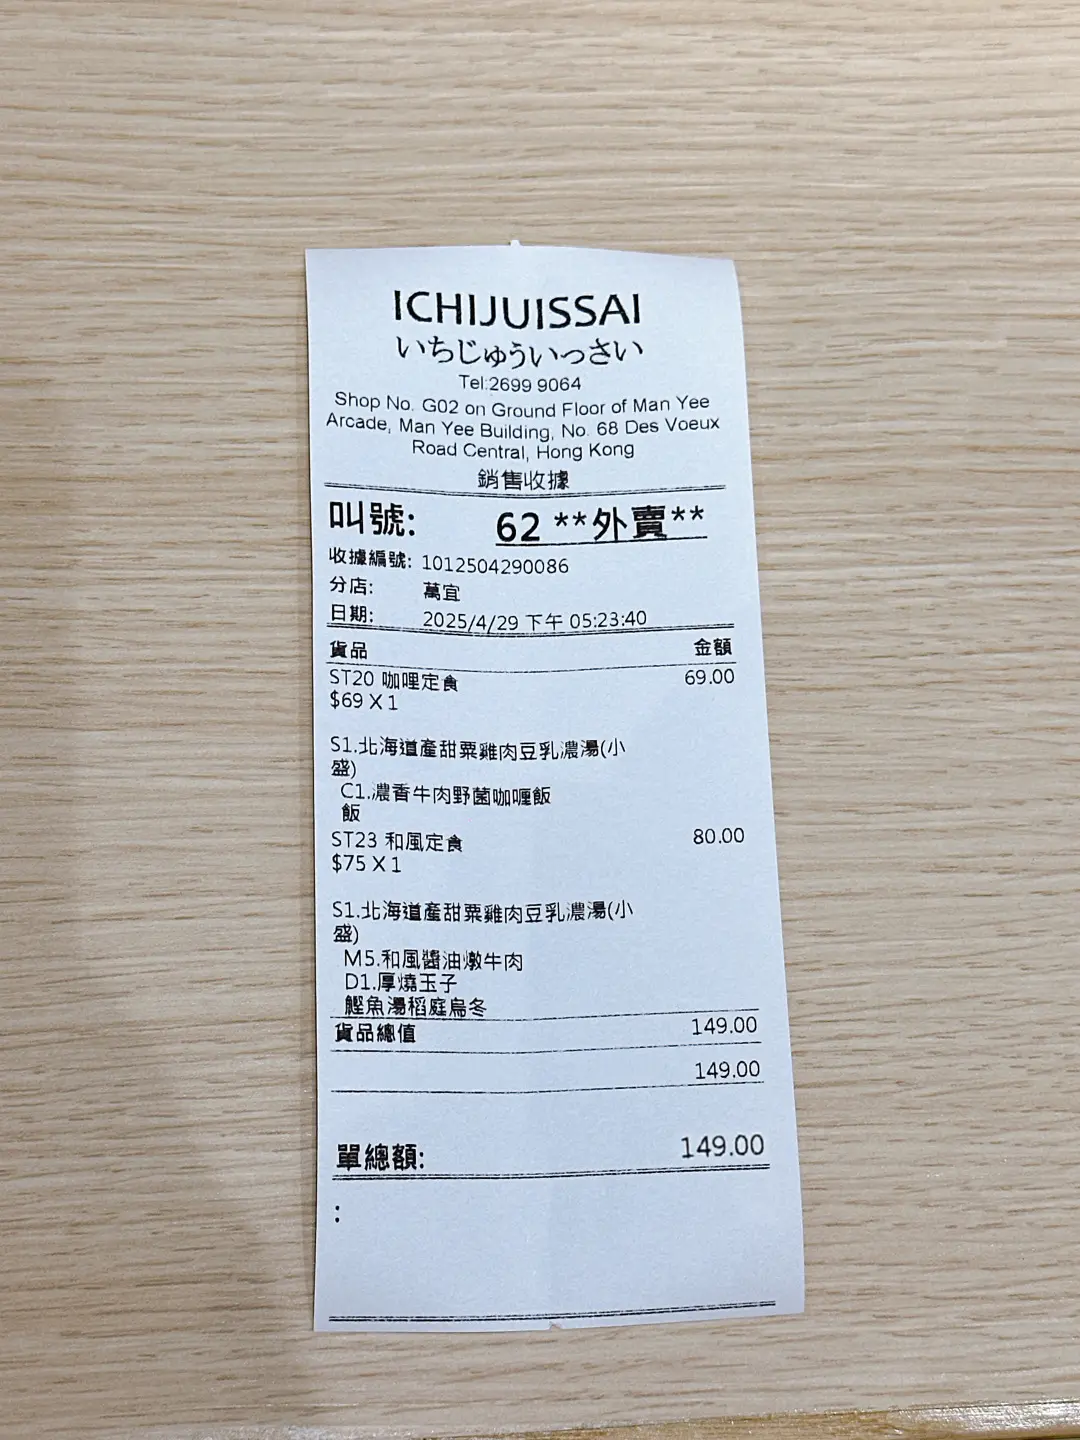 ICHIJUISSAI
いちじゅういっさい
Tel:2699 9064
Shop No. G02 on Ground Floor of Man Yee
Arcade, Man Yee Building, No. 68 Des Voeux
Road Central, Hong Kong
銷售收據
叫號: 62 **外賣**
收據編號: 1012504290086
分店: 萬宜
日期: 2025/4/29 下午 05:23:40
貨品 金額
ST20 咖哩定食 69.00
$69 X 1
S1.北海道產甜粟雞肉豆乳濃湯(小
盛)
C1.濃香牛肉野菌咖喱飯
飯
ST23 和風定食 80.00
$75 X 1
S1.北海道產甜粟雞肉豆乳濃湯(小
盛)
M5.和風醬油燉牛肉
D1.厚燒玉子
鰹魚湯稻庭烏冬
貨品總值 149.00
149.00
單總額: 149.00
: